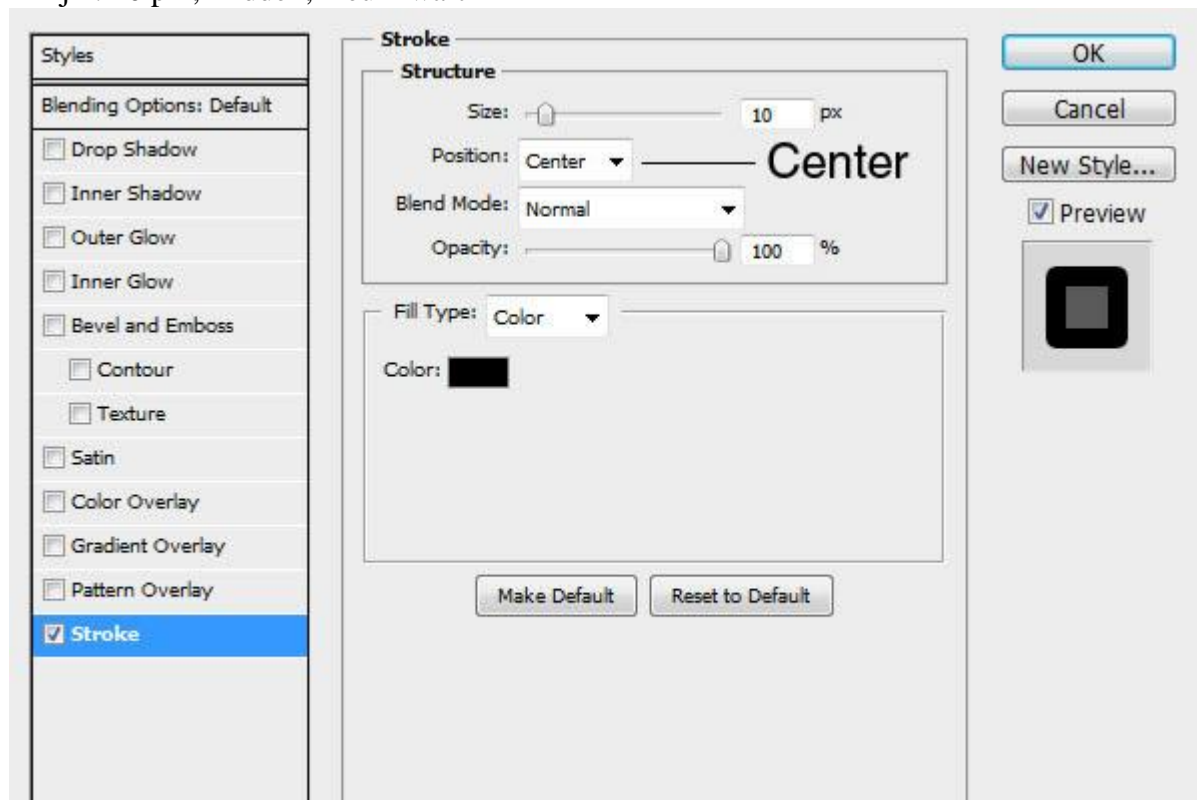 Styles
Blending Options: Default
Drop Shadow
Inner Shadow
Outer Glow
Inner Glow
Bevel and Emboss
Contour
Texture
Satin
Color Overlay
Gradient Overlay
Pattern Overlay
Stroke
Stroke
Structure
Size: 10 px
Position: Center Center
Blend Mode: Normal
Opacity: 100 %
Fill Type: Color
Color:
Make Default Reset to Default
OK
Cancel
New Style...
Preview